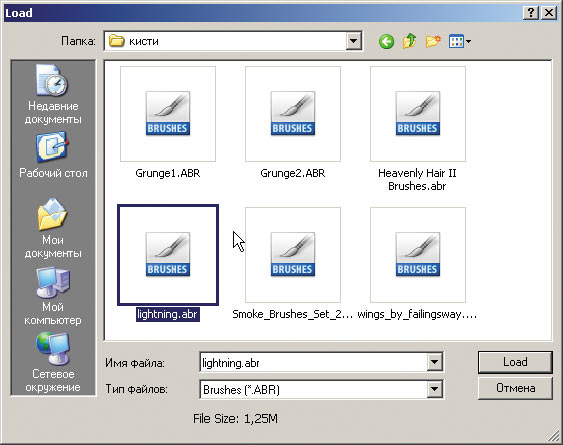 Load
Папка: кисти
Недавние
документы
Рабочий стол
Мои
документы
Мой
компьютер
Сетевое
окружение
BRUSHES BRUSHES BRUSHES
Grunge1.ABR Grunge2.ABR Heavenly Hair II
Brushes.abr
BRUSHES BRUSHES BRUSHES
lightning.abr Smoke_Brushes_Set_2... wings_by_failingsway....
Имя файла: lightning.abr Load
Тип файлов: Brushes (*.ABR) Отмена
File Size: 1,25M